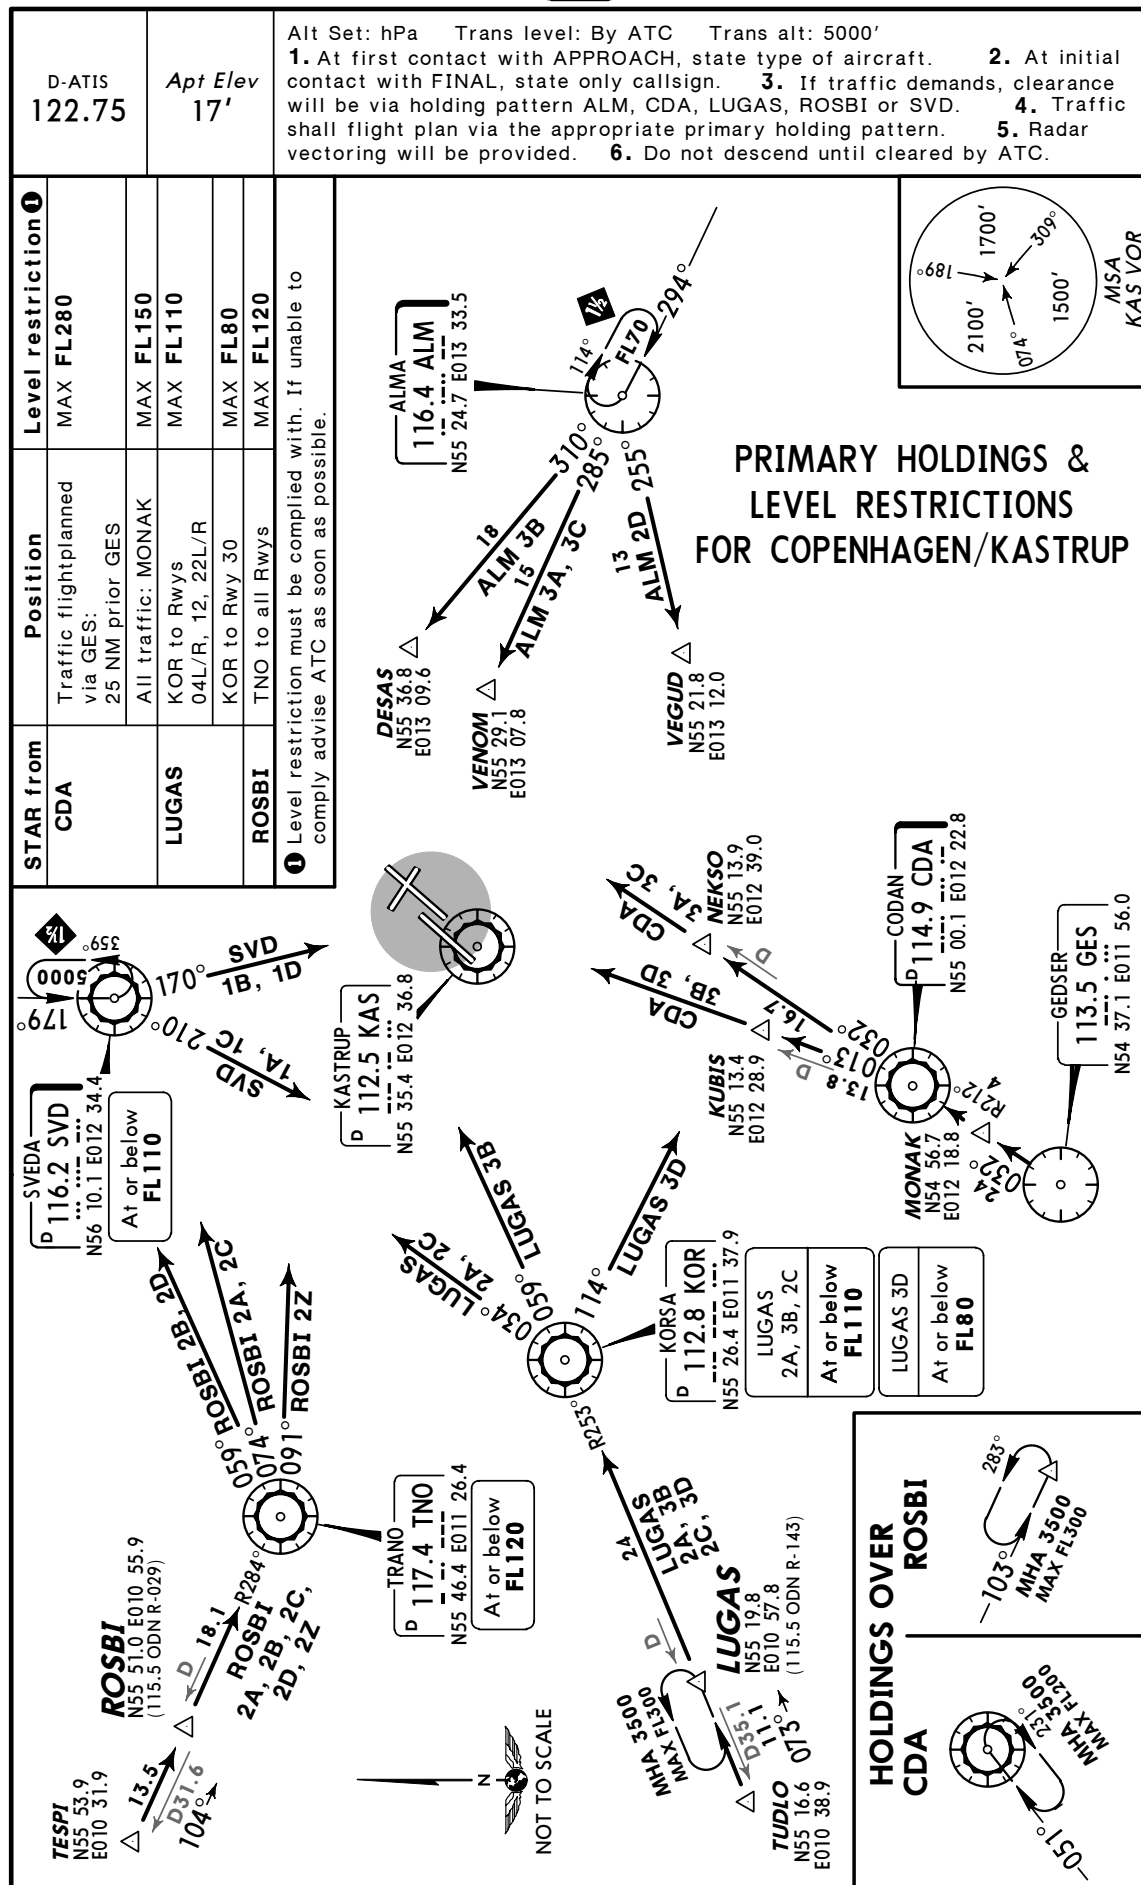 D-ATIS
122.75
Apt Elev
17'
Alt Set: hPa Trans level: By ATC Trans alt: 5000'
1. At first contact with APPROACH, state type of aircraft. 2. At initial
contact with FINAL, state only callsign. 3. If traffic demands, clearance
will be via holding pattern ALM, CDA, LUGAS, ROSBI or SVD. 4. Traffic
shall flight plan via the appropriate primary holding pattern. 5. Radar
vectoring will be provided. 6. Do not descend until cleared by ATC.
STAR from Position Level restriction ❶
CDA Traffic flightplanned MAX FL280
via GES:
25 NM prior GES
All traffic: MONAK MAX FL150
LUGAS KOR to Rwys MAX FL110
04L/R, 12, 22L/R
KOR to Rwy 30 MAX FL80
ROSBI TNO to all Rwys MAX FL120
❶ Level restriction must be complied with. If unable to
comply advise ATC as soon as possible.
189°
309°
074°
1700'
2100'
1500'
MSA
KAS VOR
PRIMARY HOLDINGS &
LEVEL RESTRICTIONS
FOR COPENHAGEN/KASTRUP
ALMA
116.4 ALM
N55 24.7 E013 33.5
1½
114°
FL70
294°
310°
285°
255°
18
ALM 3B
15
ALM 3A, 3C
13
ALM 2D
DESAS
N55 36.8
E013 09.6
VENOM
N55 29.1
E013 07.8
VEGUD
N55 21.8
E013 12.0
1½
359°
5000
179°
170°
SVD
1B, 1D
210°
SVD
1A, 1C
SVEDA
D 116.2 SVD
N56 10.1 E012 34.4
At or below
FL110
KASTRUP
D 112.5 KAS
N55 35.4 E012 36.8
CDA
3A, 3C
NEKSO
N55 13.9
E012 39.0
D
16.7
032°
CDA
3B, 3D
KUBIS
N55 13.4
E012 28.9
D
13.8
013°
CODAN
D 114.9 CDA
N55 00.1 E012 22.8
R212°
4
MONAK
N54 56.7
E012 18.8
24
032°
GEDSER
113.5 GES
N54 37.1 E011 56.0
LUGAS 3B
059°
LUGAS
2A, 2C
034°
114°
LUGAS 3D
KORSA
D 112.8 KOR
N55 26.4 E011 37.9
LUGAS
2A, 3B, 2C
At or below
FL110
LUGAS 3D
At or below
FL80
R253°
24
LUGAS
2A, 3B
2C, 3D
D
LUGAS
N55 19.8
E010 57.8
(115.5 ODN R-143)
MHA 3500
MAX FL300
D35.1
11.1
073°
TUDLO
N55 16.6
E010 38.9
059°
ROSBI 2B, 2D
074°
ROSBI 2A, 2C
091°
ROSBI 2Z
TRANO
D 117.4 TNO
N55 46.4 E011 26.4
At or below
FL120
R284°
18.1
D
ROSBI
2A, 2B, 2C,
2D, 2Z
ROSBI
N55 51.0 E010 55.9
(115.5 ODN R-029)
13.5
D31.6
104°
TESPI
N55 53.9
E010 31.9
N
NOT TO SCALE
HOLDINGS OVER
CDA
ROSBI
051°
231°
MHA 3500
MAX FL200
103°
283°
MHA 3500
MAX FL300